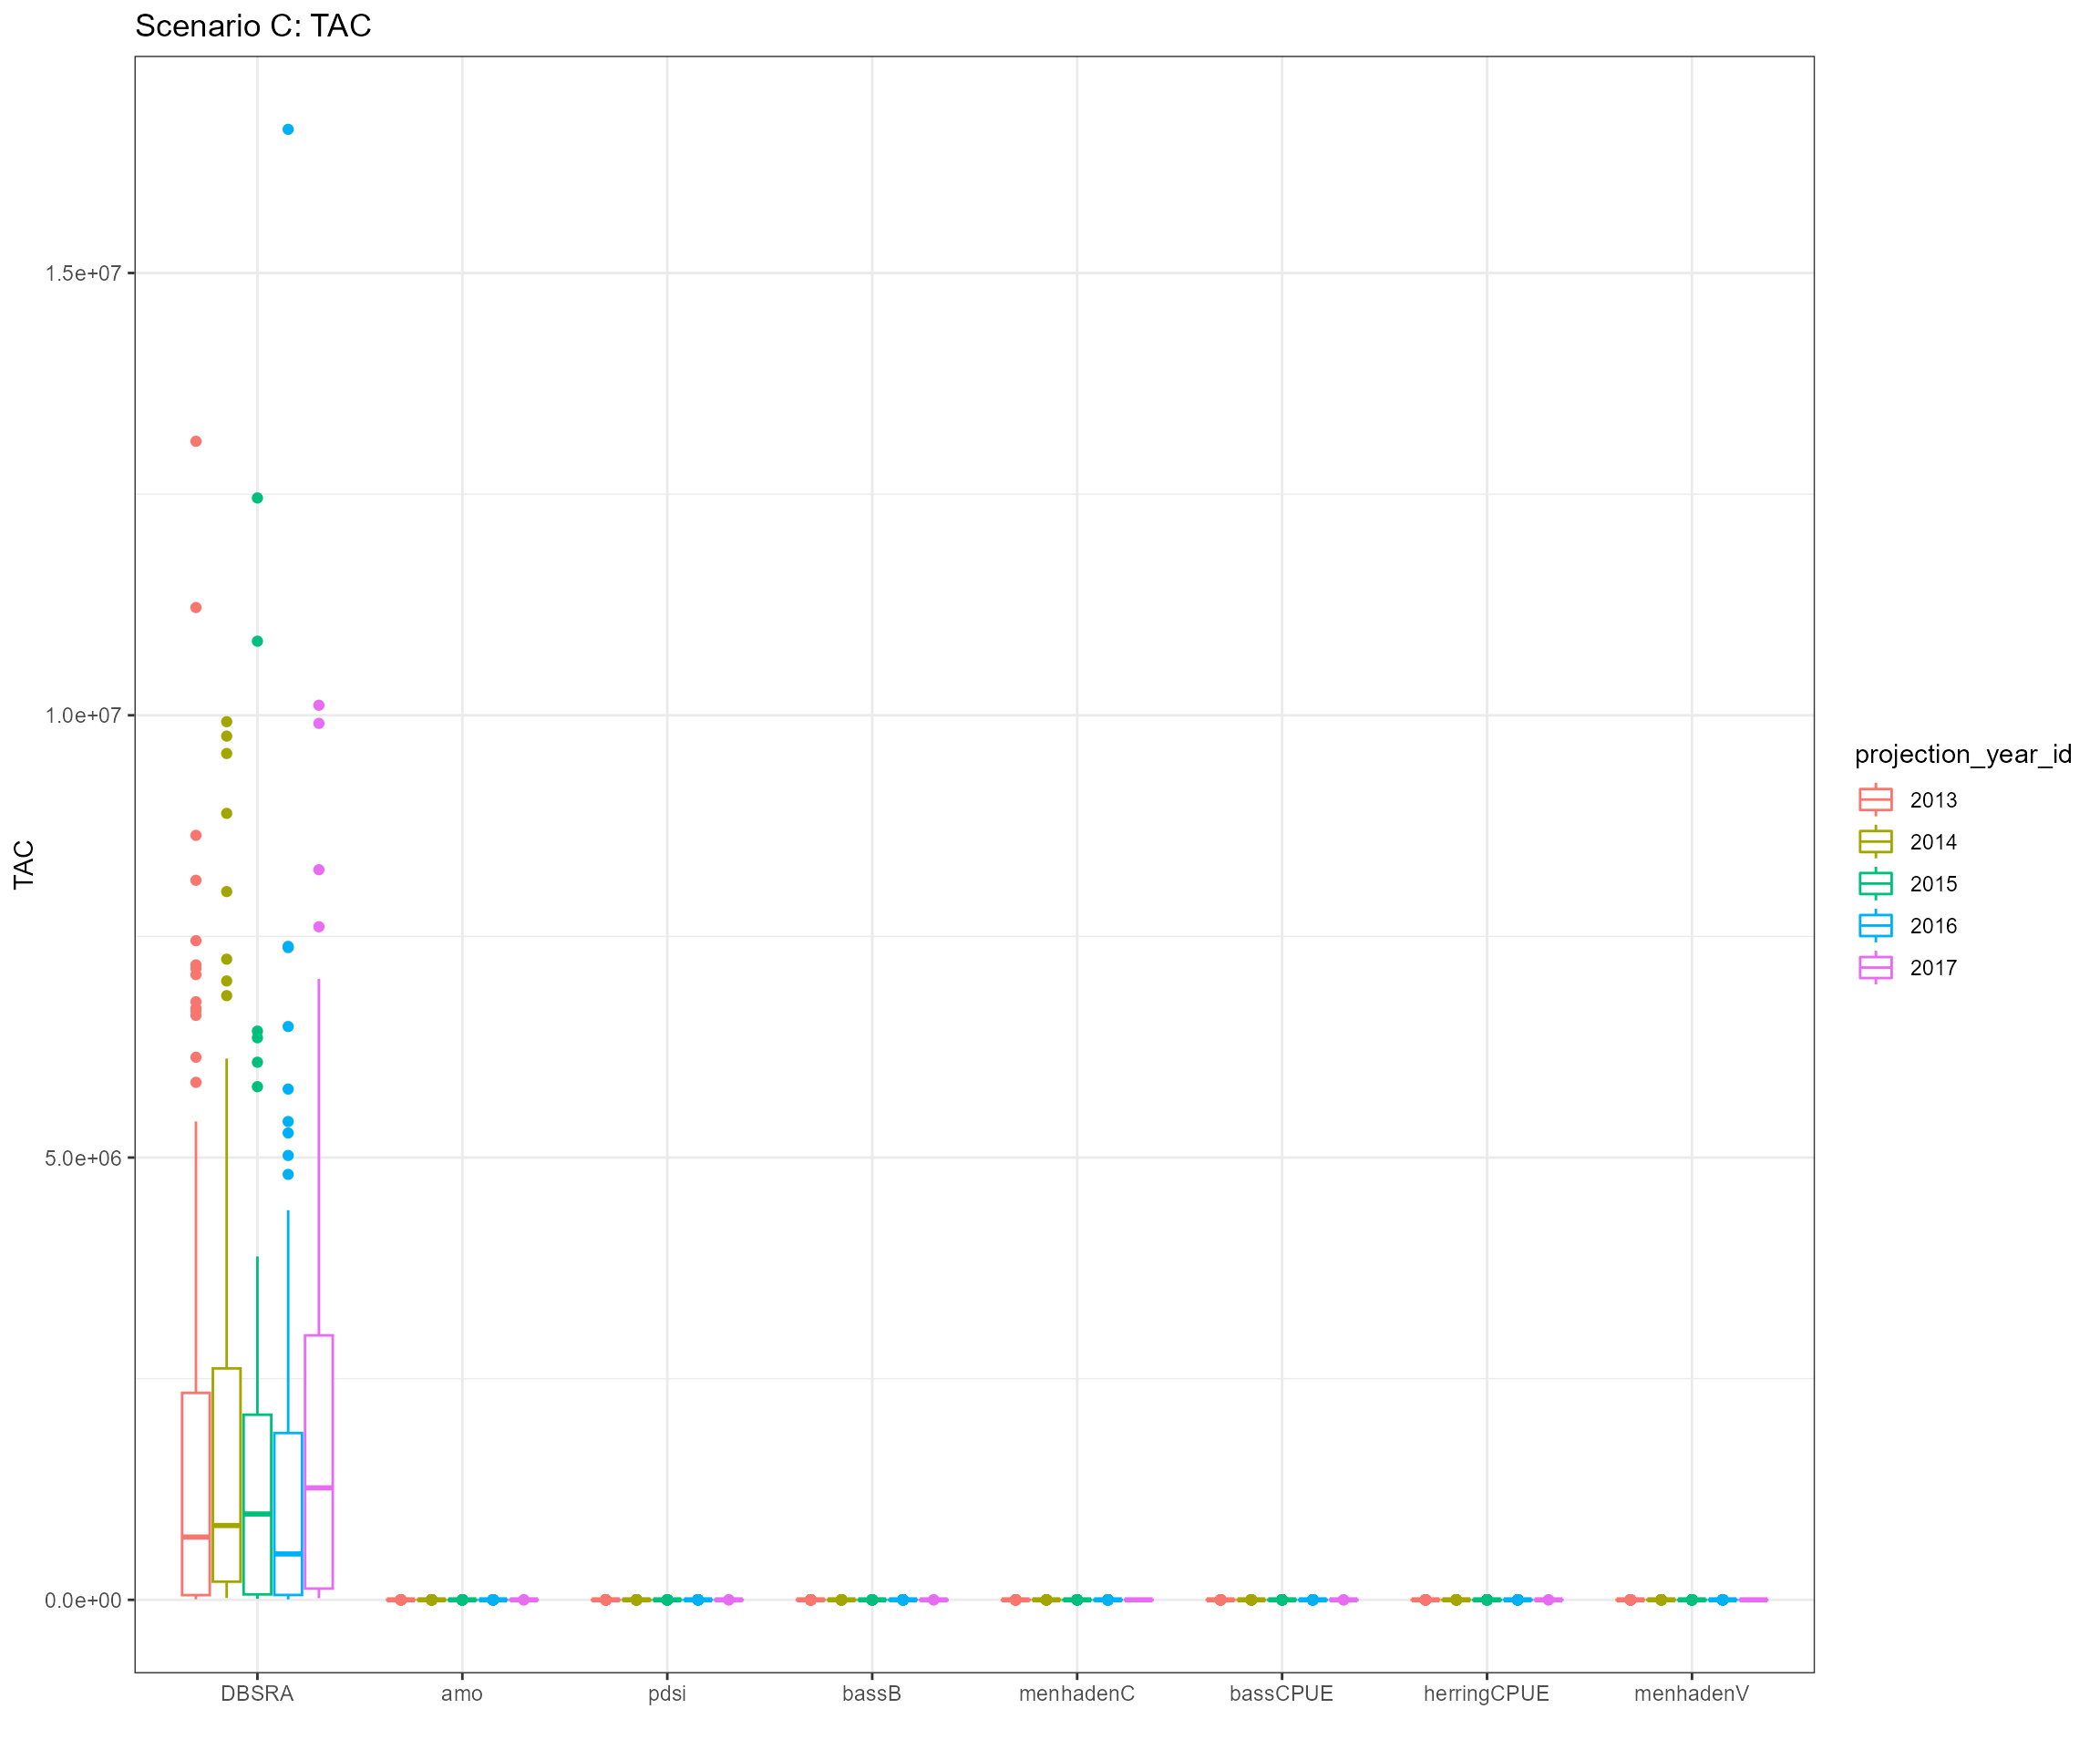 Scenario C: TAC
1.5e+07
1.0e+07
5.0e+06
0.0e+00
TAC
DBSRA amo pdsi bassB menhadenC bassCPUE herringCPUE menhadenV
projection_year_id
2013
2014
2015
2016
2017